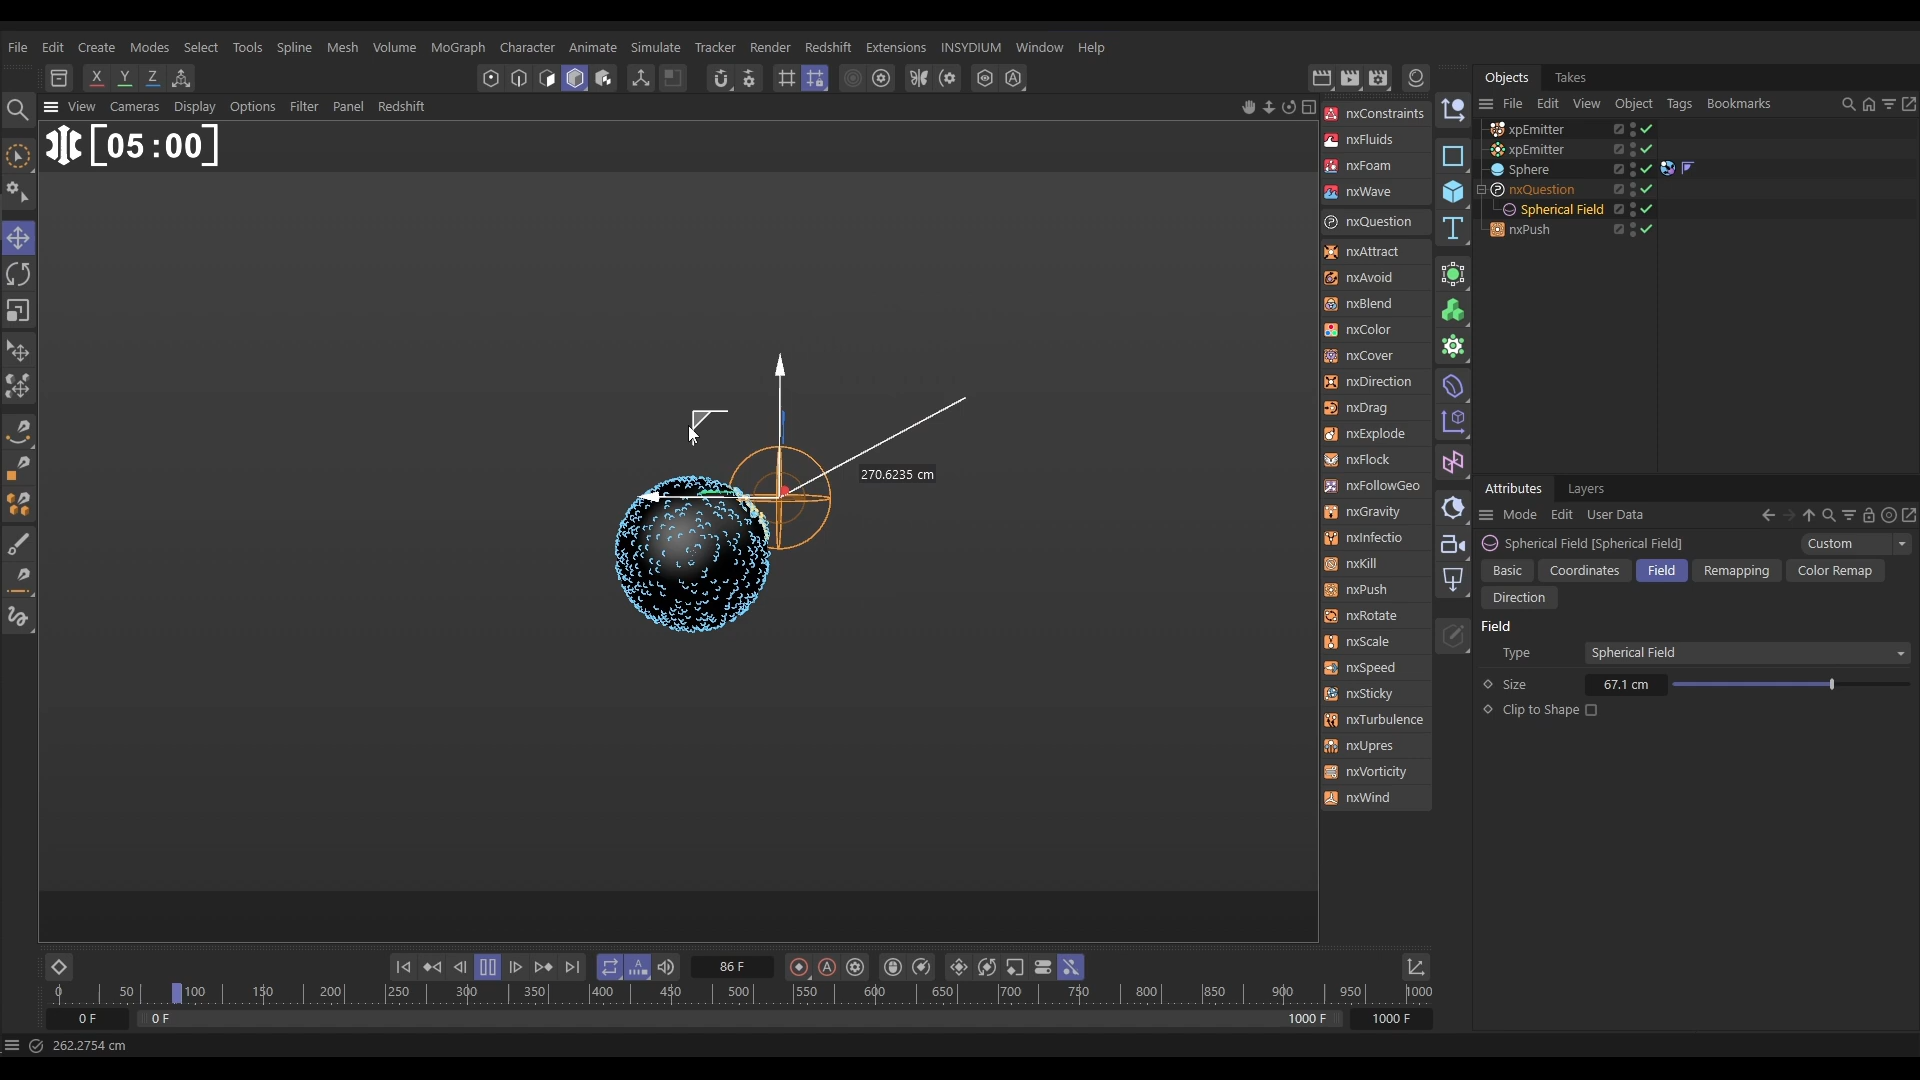 File Edit Create Modes Select Tools Spline Mesh Volume MoGraph Character Animate Simulate Tracker Render Redshift Extensions INSYDIUM Window Help
X Y Z
Objects Takes
View Cameras Display Options Filter Panel Redshift
File Edit View Object Tags Bookmarks
[05:00]
xpEmitter
xpEmitter
Sphere
nxQuestion
Spherical Field
nxPush
nxConstraints
nxFluids
nxFoam
nxWave
nxQuestion
nxAttract
nxAvoid
nxBlend
nxColor
nxCover
nxDirection
nxDrag
nxExplode
nxFlock
nxFollowGeo
nxGravity
nxInfectio
nxKill
nxPush
nxRotate
nxScale
nxSpeed
nxSticky
nxTurbulence
nxUpres
nxVorticity
nxWind
270.6235 cm
Attributes Layers
Mode Edit User Data
Spherical Field [Spherical Field] Custom
Basic Coordinates Field Remapping Color Remap
Direction
Field
Type Spherical Field
Size 67.1 cm
Clip to Shape
86 F
0 50 100 150 200 250 300 350 400 450 500 550 600 650 700 750 800 850 900 950 1000
0 F 0 F 1000 F 1000 F
262.2754 cm